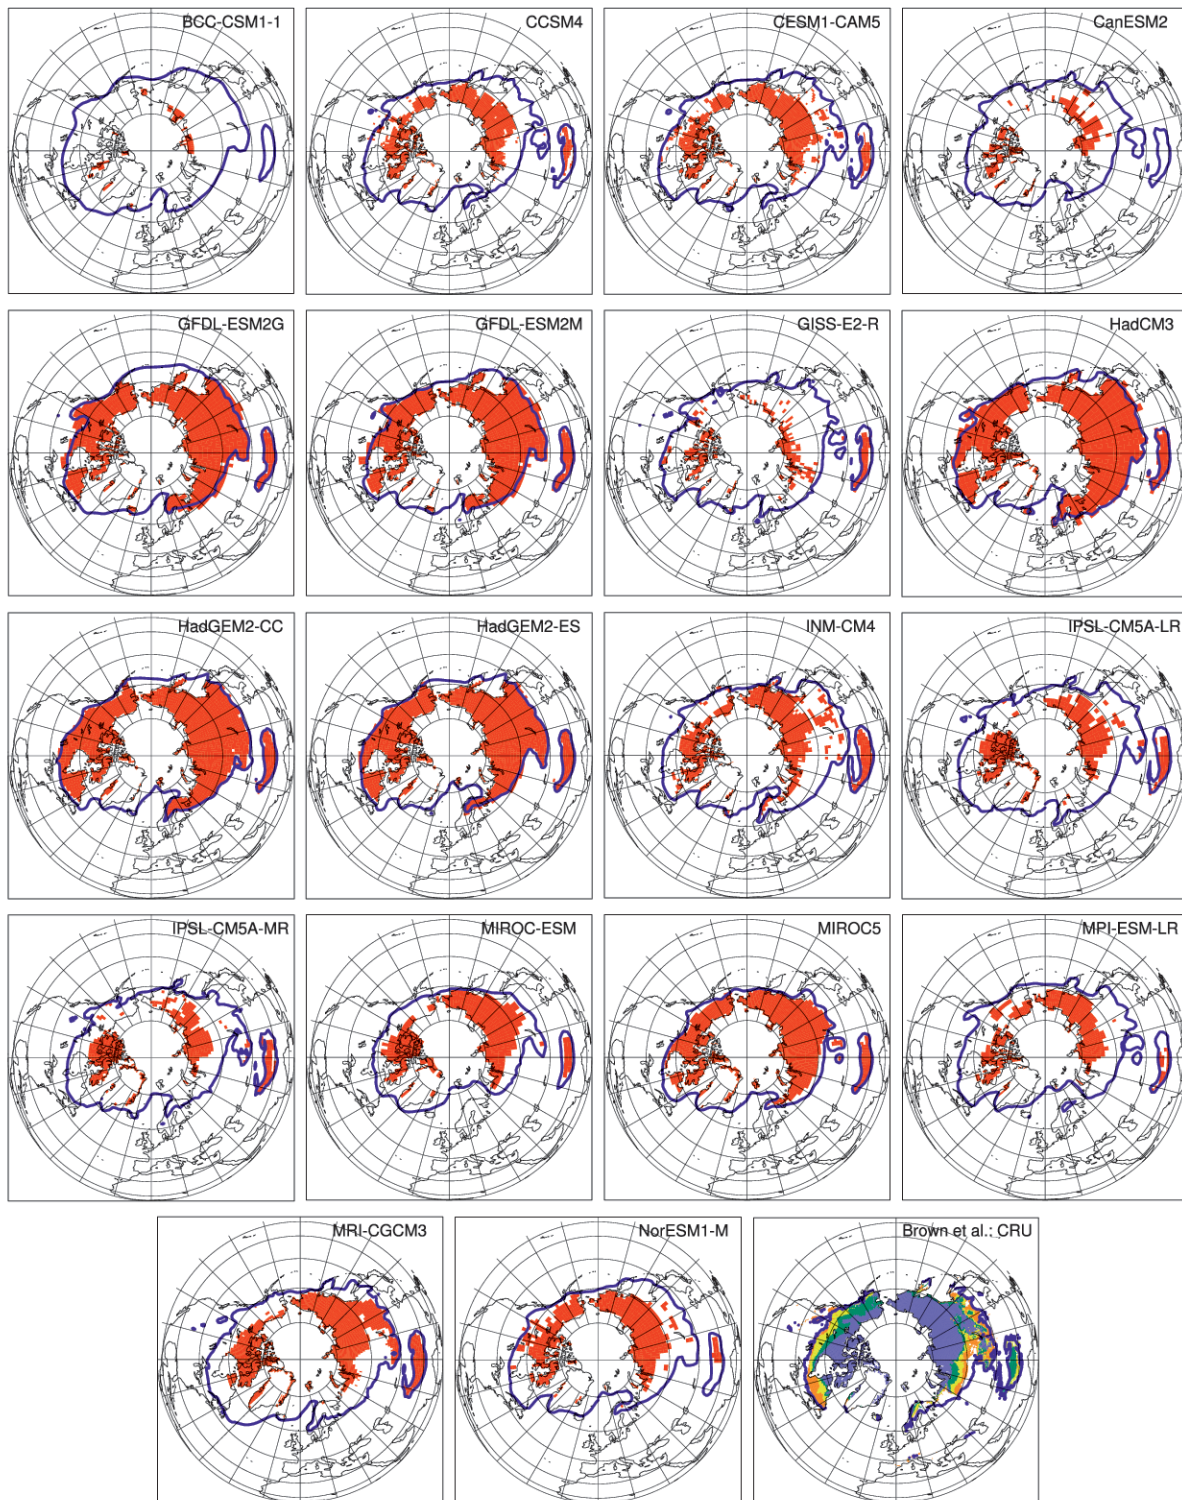 BCC-CSM1-1
CCSM4
CESM1-CAM5
CanESM2
GFDL-ESM2G
GFDL-ESM2M
GISS-E2-R
HadCM3
HadGEM2-CC
HadGEM2-ES
INM-CM4
IPSL-CM5A-LR
IPSL-CM5A-MR
MIROC-ESM
MIROC5
MPI-ESM-LR
MRI-CGCM3
NorESM1-M
Brown et al.: CRU